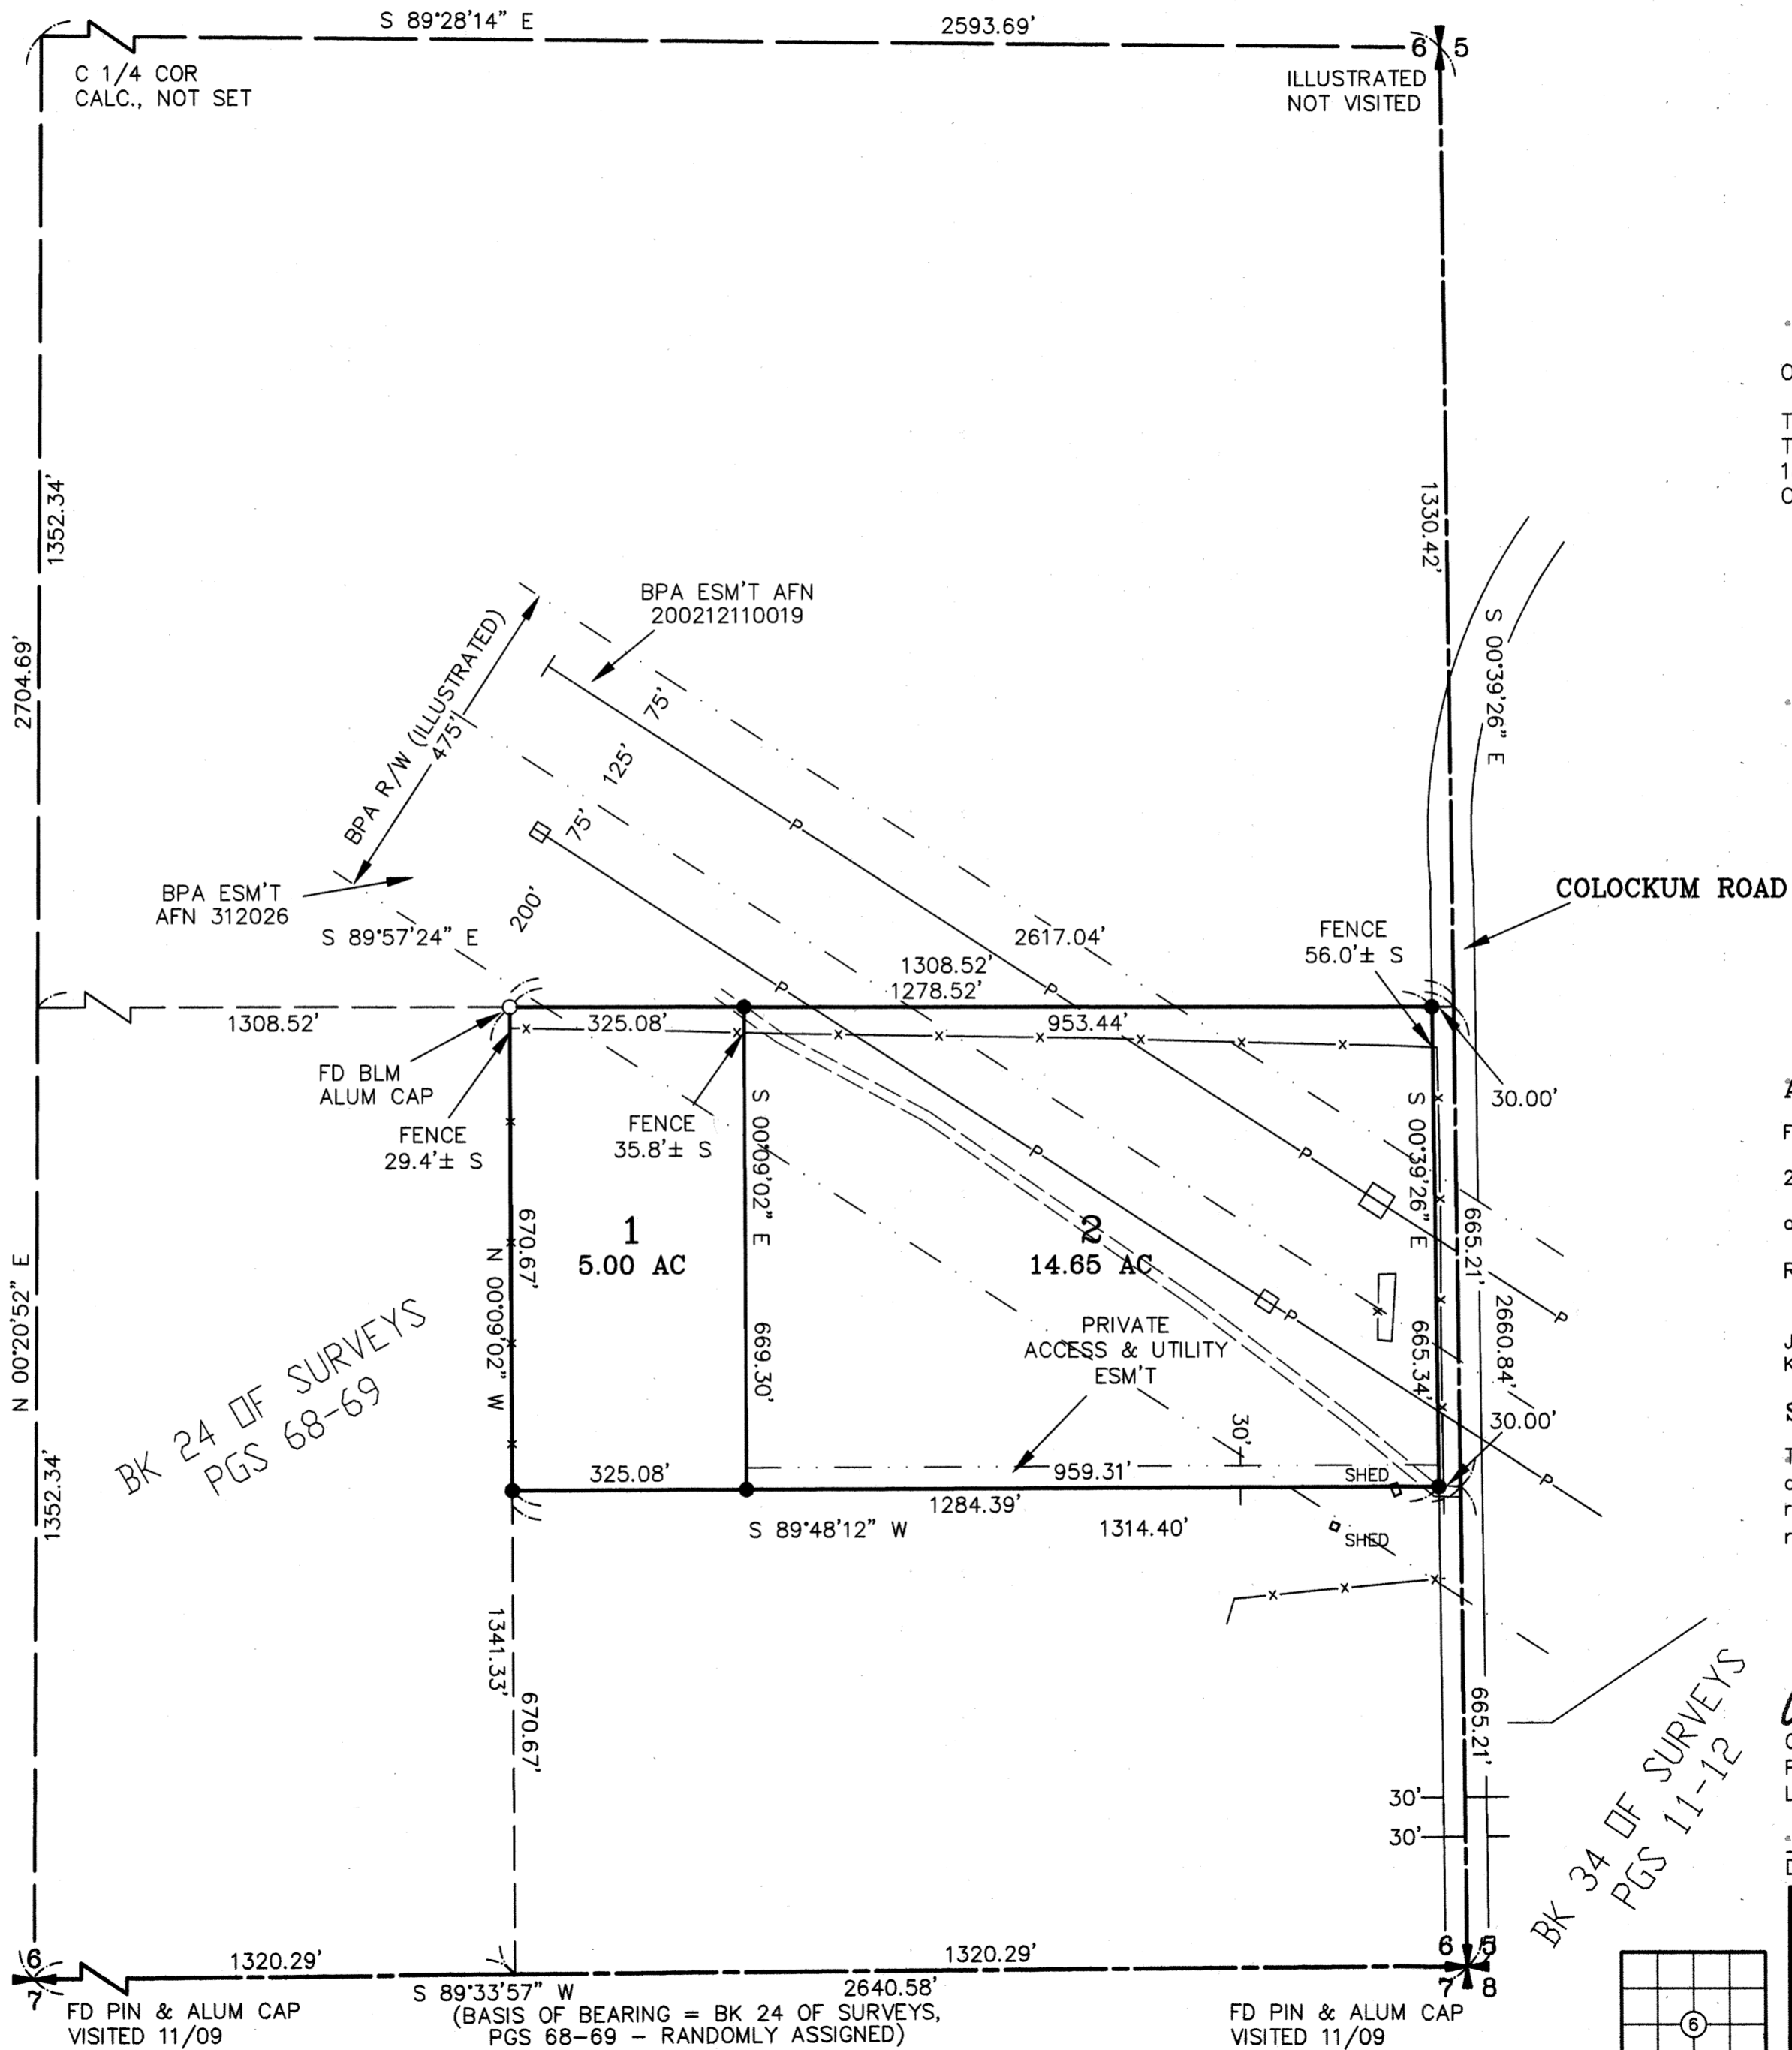 S 89°28'14" E
2593.69'
6 5
C 1/4 COR
CALC., NOT SET
ILLUSTRATED
NOT VISITED
1352.34'
2704.69'
N 00°20'52" E
1352.34'
1330.42'
S 00°39'26" E
BPA ESM'T AFN
200212110019
BPA R/W (ILLUSTRATED)
475'
75'
125'
75'
200'
BPA ESM'T
AFN 312026
COLOCKUM ROAD
S 89°57'24" E
2617.04'
1308.52'
1278.52'
FENCE
56.0'± S
1308.52'
325.08'
953.44'
FD BLM
ALUM CAP
FENCE
29.4'± S
FENCE
35.8'± S
30.00'
S 00°09'02" E
S 00°39'26" E
670.67'
N 00°09'02" W
1
5.00 AC
2
14.65 AC
669.30'
665.21'
665.34'
2660.84'
PRIVATE
ACCESS & UTILITY
ESM'T
30'
30.00'
BK 24 OF SURVEYS
PGS 68-69
325.08'
959.31'
SHED
1284.39'
S 89°48'12" W
1314.40'
SHED
1341.33'
670.67'
665.21'
30'
30'
BK 34 OF SURVEYS
PGS 11-12
6
7
1320.29'
1320.29'
6 5
7 8
S 89°33'57" W
2640.58'
(BASIS OF BEARING = BK 24 OF SURVEYS,
PGS 68-69 - RANDOMLY ASSIGNED)
FD PIN & ALUM CAP
VISITED 11/09
FD PIN & ALUM CAP
VISITED 11/09
6